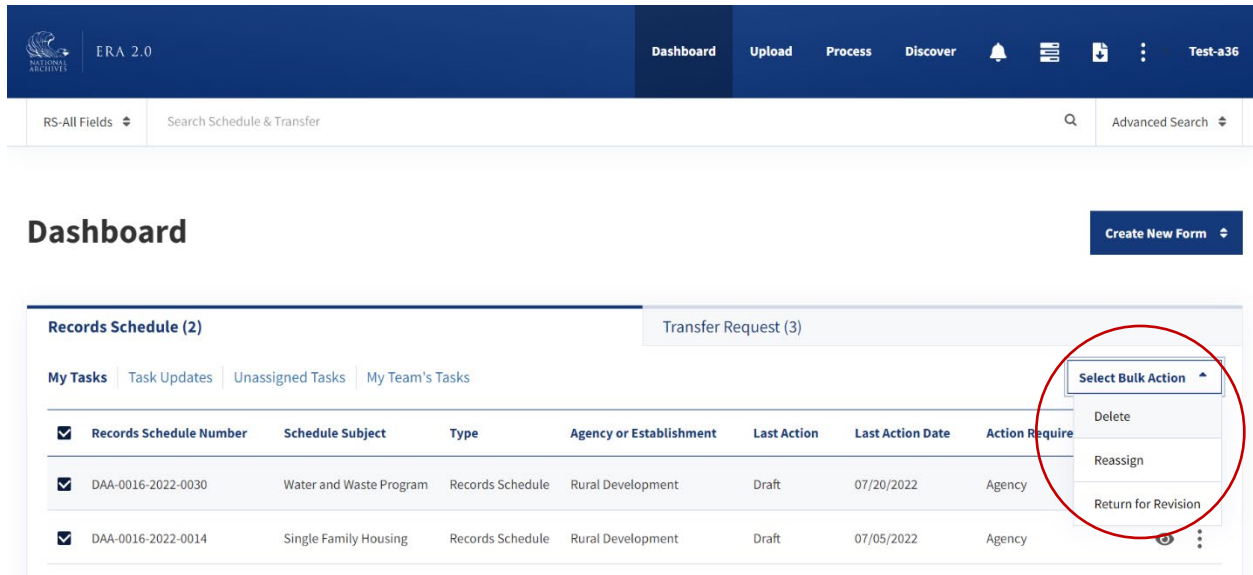 NATIONAL
ARCHIVES
ERA 2.0
Dashboard Upload Process Discover Test-a36
RS-All Fields Search Schedule & Transfer Advanced Search
Dashboard
Create New Form
Records Schedule (2) Transfer Request (3)
My Tasks Task Updates Unassigned Tasks My Team's Tasks Select Bulk Action
Delete
Records Schedule Number Schedule Subject Type Agency or Establishment Last Action Last Action Date Action Require
Reassign
DAA-0016-2022-0030 Water and Waste Program Records Schedule Rural Development Draft 07/20/2022 Agency
Return for Revision
DAA-0016-2022-0014 Single Family Housing Records Schedule Rural Development Draft 07/05/2022 Agency